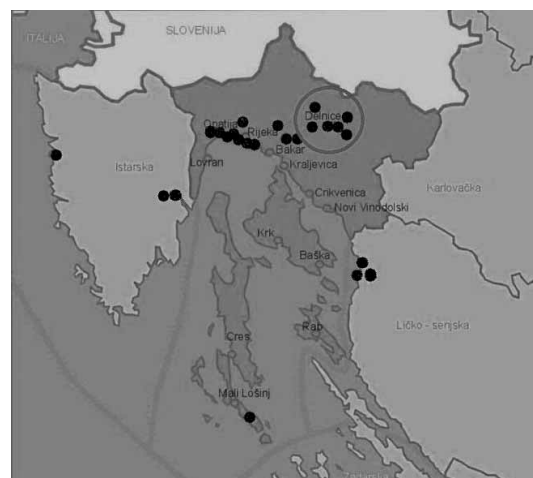 SLOVENIJA
ITALIJA
Delnice
Opatija
Rijeka
Bakar
Lovran
Istarska
Kraljevica
Karlovačka
Crikvenica
Novi Vinodolski
Krk
Baška
Ličko - senjska
Rab
Cres
Mali Lošinj
Zadarska